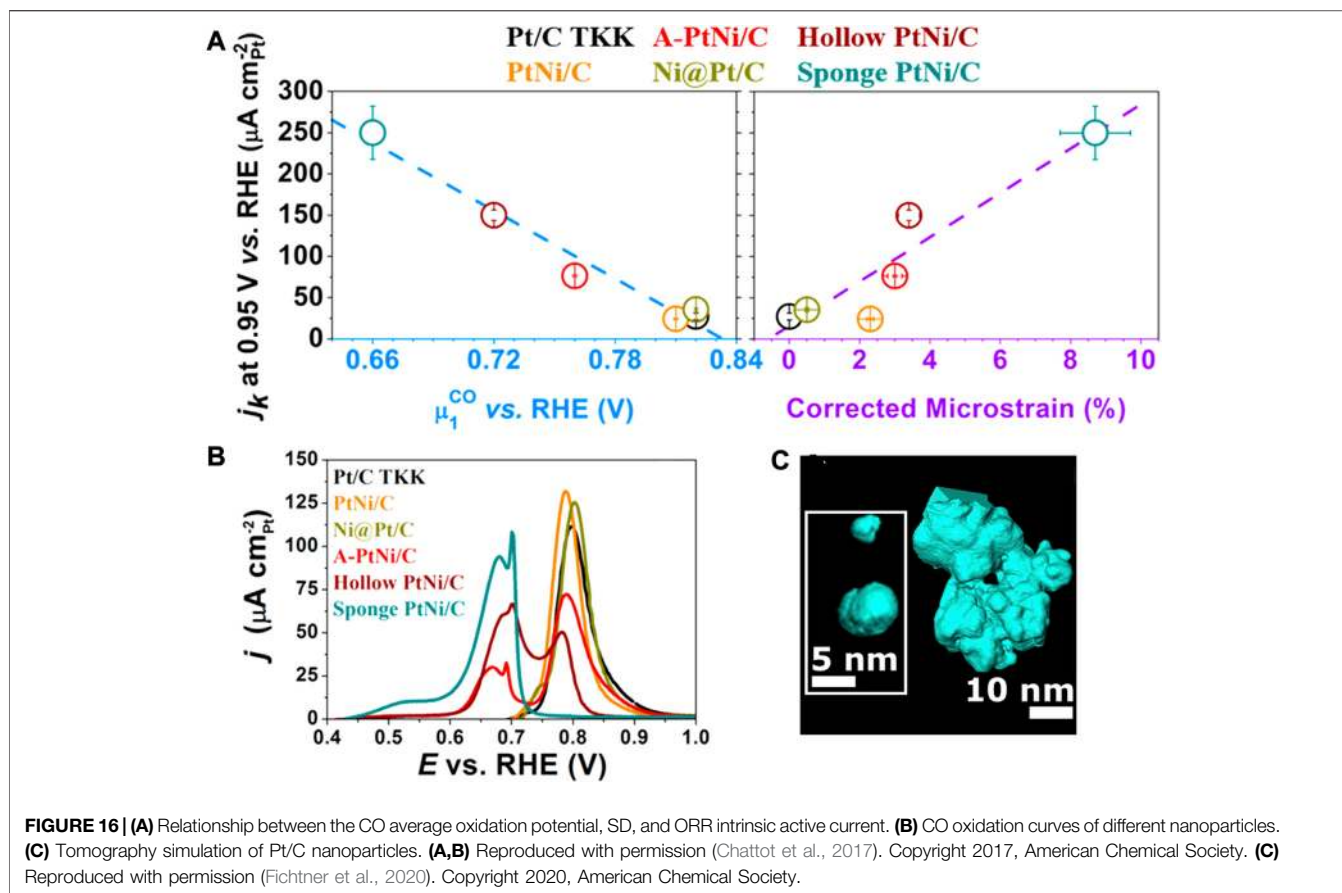 A
Pt/C TKK A-PtNi/C Hollow PtNi/C
PtNi/C Ni@Pt/C Sponge PtNi/C
jk at 0.95 V vs. RHE (µA cm-2Pt)
300
250
200
150
100
50
0
0.66 0.72 0.78 0.84 0 2 4 6 8 10
µ1CO vs. RHE (V) Corrected Microstrain (%)
B
j (µA cm-2Pt)
150
125
100
75
50
25
0
Pt/C TKK
PtNi/C
Ni@Pt/C
A-PtNi/C
Hollow PtNi/C
Sponge PtNi/C
0.4 0.5 0.6 0.7 0.8 0.9 1.0
E vs. RHE (V)
C
5 nm
10 nm
FIGURE 16 | (A) Relationship between the CO average oxidation potential, SD, and ORR intrinsic active current. (B) CO oxidation curves of different nanoparticles.
(C) Tomography simulation of Pt/C nanoparticles. (A,B) Reproduced with permission (Chattot et al., 2017). Copyright 2017, American Chemical Society. (C)
Reproduced with permission (Fichtner et al., 2020). Copyright 2020, American Chemical Society.